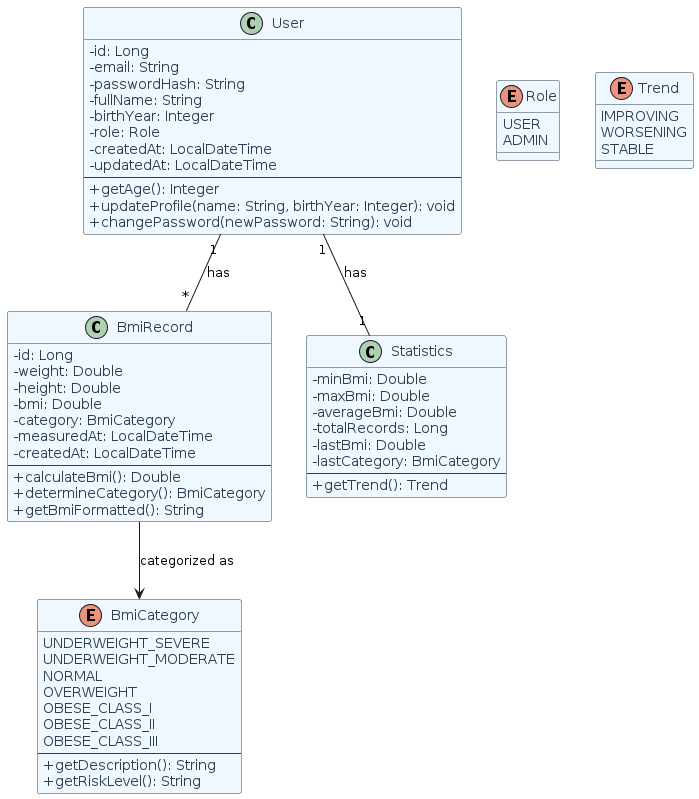 C User
-id: Long
-email: String
-passwordHash: String
-fullName: String
-birthYear: Integer
-role: Role
-createdAt: LocalDateTime
-updatedAt: LocalDateTime
+getAge(): Integer
+updateProfile(name: String, birthYear: Integer): void
+changePassword(newPassword: String): void
E Role
USER
ADMIN
E Trend
IMPROVING
WORSENING
STABLE
1
has
*
1
has
1
C BmiRecord
-id: Long
-weight: Double
-height: Double
-bmi: Double
-category: BmiCategory
-measuredAt: LocalDateTime
-createdAt: LocalDateTime
+calculateBmi(): Double
+determineCategory(): BmiCategory
+getBmiFormatted(): String
C Statistics
-minBmi: Double
-maxBmi: Double
-averageBmi: Double
-totalRecords: Long
-lastBmi: Double
-lastCategory: BmiCategory
+getTrend(): Trend
categorized as
E BmiCategory
UNDERWEIGHT_SEVERE
UNDERWEIGHT_MODERATE
NORMAL
OVERWEIGHT
OBESE_CLASS_I
OBESE_CLASS_II
OBESE_CLASS_III
+getDescription(): String
+getRiskLevel(): String